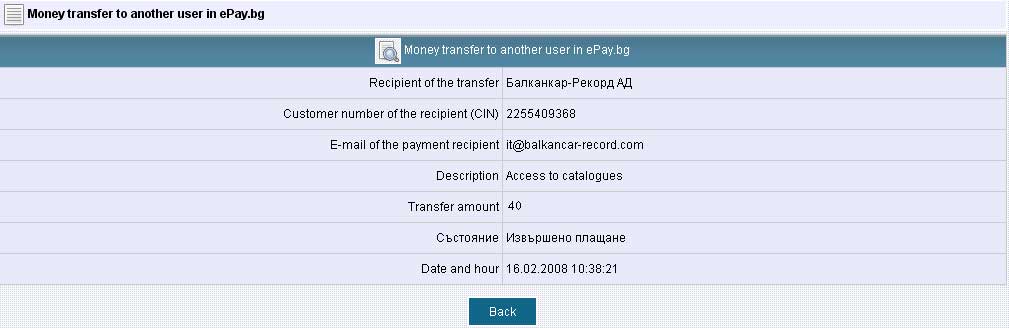 Money transfer to another user in ePay.bg
Money transfer to another user in ePay.bg
Recipient of the transfer Балканкар-Рекорд АД
Customer number of the recipient (CIN) 2255409368
E-mail of the payment recipient it@balkancar-record.com
Description Access to catalogues
Transfer amount 40
Състояние Извършено плащане
Date and hour 16.02.2008 10:38:21
Back